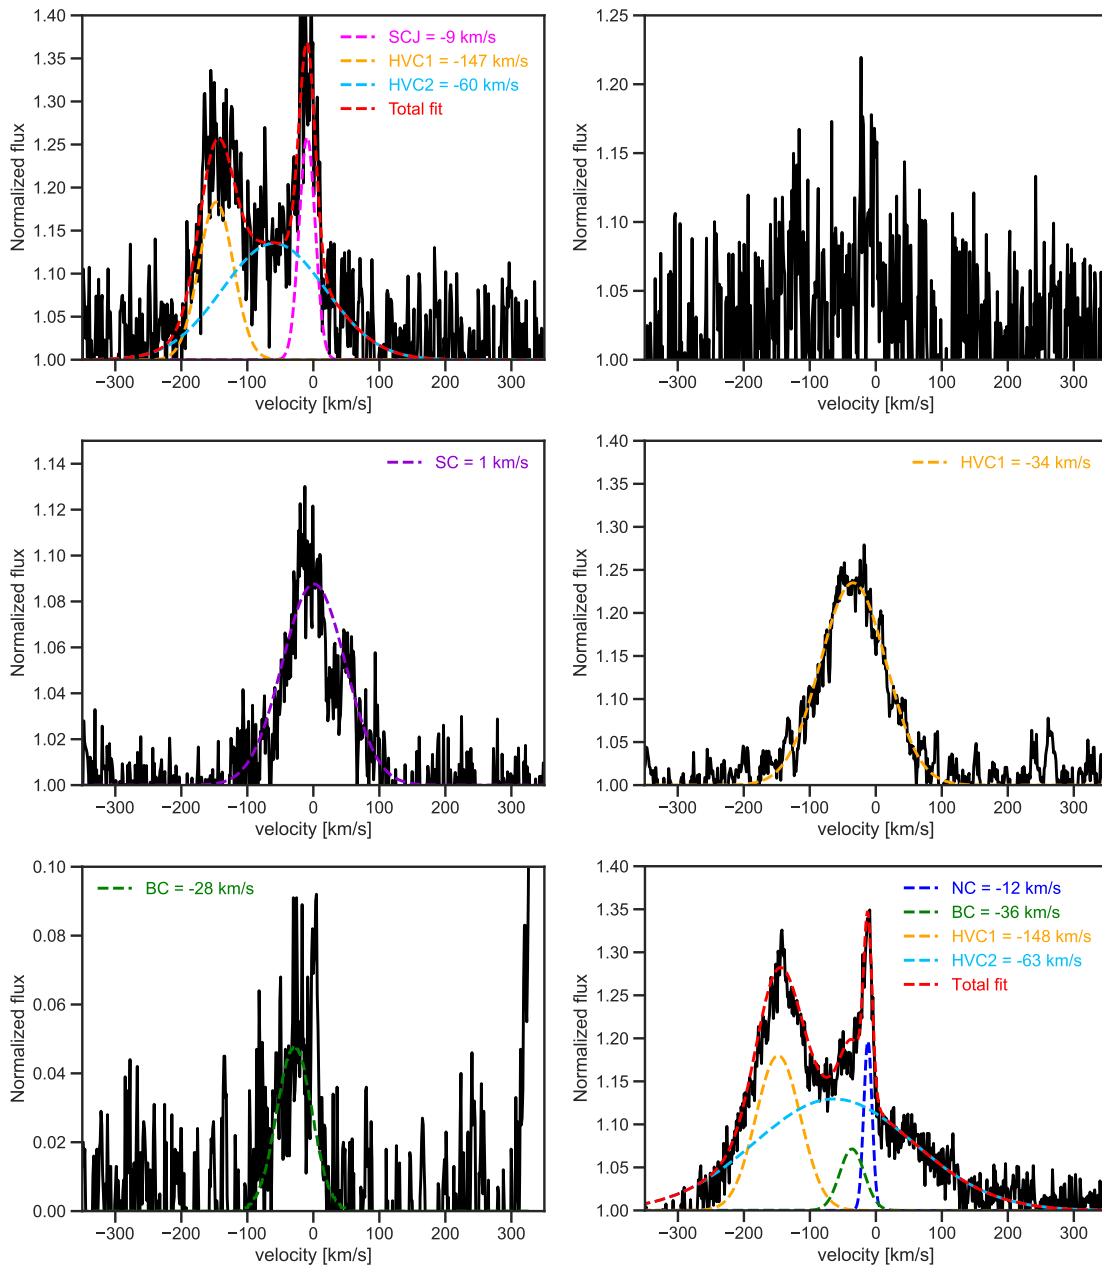 1.40
1.35
1.30
1.25
1.20
1.15
1.10
1.05
1.00
Normalized flux
SCJ = -9 km/s
HVC1 = -147 km/s
HVC2 = -60 km/s
Total fit
−300 −200 −100 0 100 200 300
velocity [km/s]
1.25
1.20
1.15
1.10
1.05
1.00
Normalized flux
−300 −200 −100 0 100 200 300
velocity [km/s]
1.14
1.12
1.10
1.08
1.06
1.04
1.02
1.00
Normalized flux
SC = 1 km/s
−300 −200 −100 0 100 200 300
velocity [km/s]
1.40
1.35
1.30
1.25
1.20
1.15
1.10
1.05
1.00
Normalized flux
HVC1 = -34 km/s
−300 −200 −100 0 100 200 300
velocity [km/s]
0.10
0.08
0.06
0.04
0.02
0.00
Normalized flux
BC = -28 km/s
−300 −200 −100 0 100 200 300
velocity [km/s]
1.40
1.35
1.30
1.25
1.20
1.15
1.10
1.05
1.00
Normalized flux
NC = -12 km/s
BC = -36 km/s
HVC1 = -148 km/s
HVC2 = -63 km/s
Total fit
−300 −200 −100 0 100 200 300
velocity [km/s]